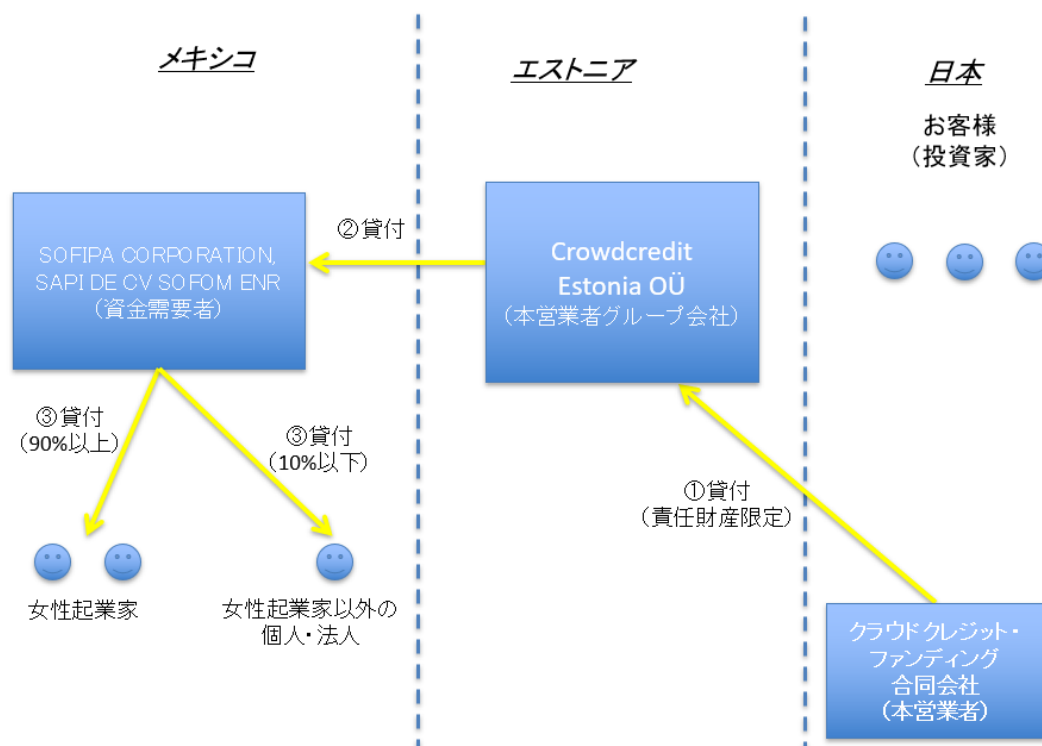 メキシコ
エストニア
日本
お客様
（投資家）
SOFIPA CORPORATION,
SAPI DE CV SOFOM ENR
（資金需要者）
②貸付
Crowdcredit
Estonia OÜ
（本営業者グループ会社）
③貸付
（90%以上）
③貸付
（10%以下）
①貸付
（責任財産限定）
女性起業家
女性起業家以外の
個人・法人
クラウドクレジット・
ファンディング
合同会社
（本営業者）